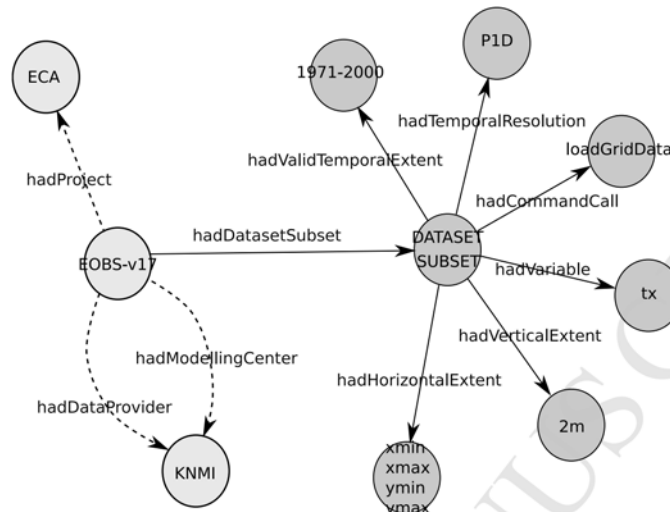 P1D
ECA
1971-2000
hadTemporalResolution
loadGridData
hadValidTemporalExtent
hadProject
hadCommandCall
hadDatasetSubset
DATASET
SUBSET
EOBS-v17
hadVariable
tx
hadVerticalExtent
hadModellingCenter
hadHorizontalExtent
hadDataProvider
2m
KNMI
xmin
xmax
ymin
ymax